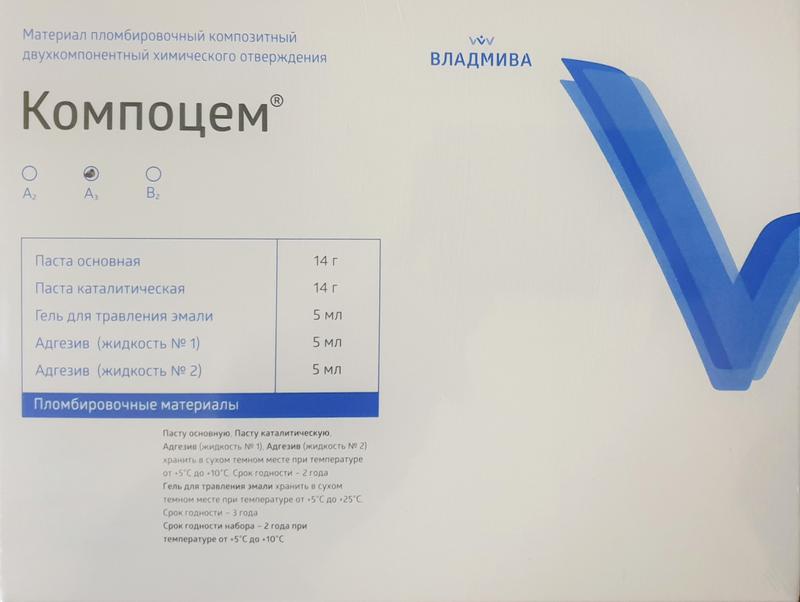 Материал пломбировочный композитный
двухкомпонентный химического отверждения
ВЛАДМИВА
Компоцем®
A₂ A₃ B₂
Паста основная 14 г
Паста каталитическая 14 г
Гель для травления эмали 5 мл
Адгезив (жидкость № 1) 5 мл
Адгезив (жидкость № 2) 5 мл
Пломбировочные материалы
Пасту основную, Пасту каталитическую,
Адгезив (жидкость № 1), Адгезив (жидкость № 2)
хранить в сухом темном месте при температуре
от +5°С до +10°С. Срок годности – 2 года
Гель для травления эмали хранить в сухом
темном месте при температуре от +5°С до +25°С.
Срок годности – 3 года
Срок годности набора – 2 года при
температуре от +5°С до +10°С